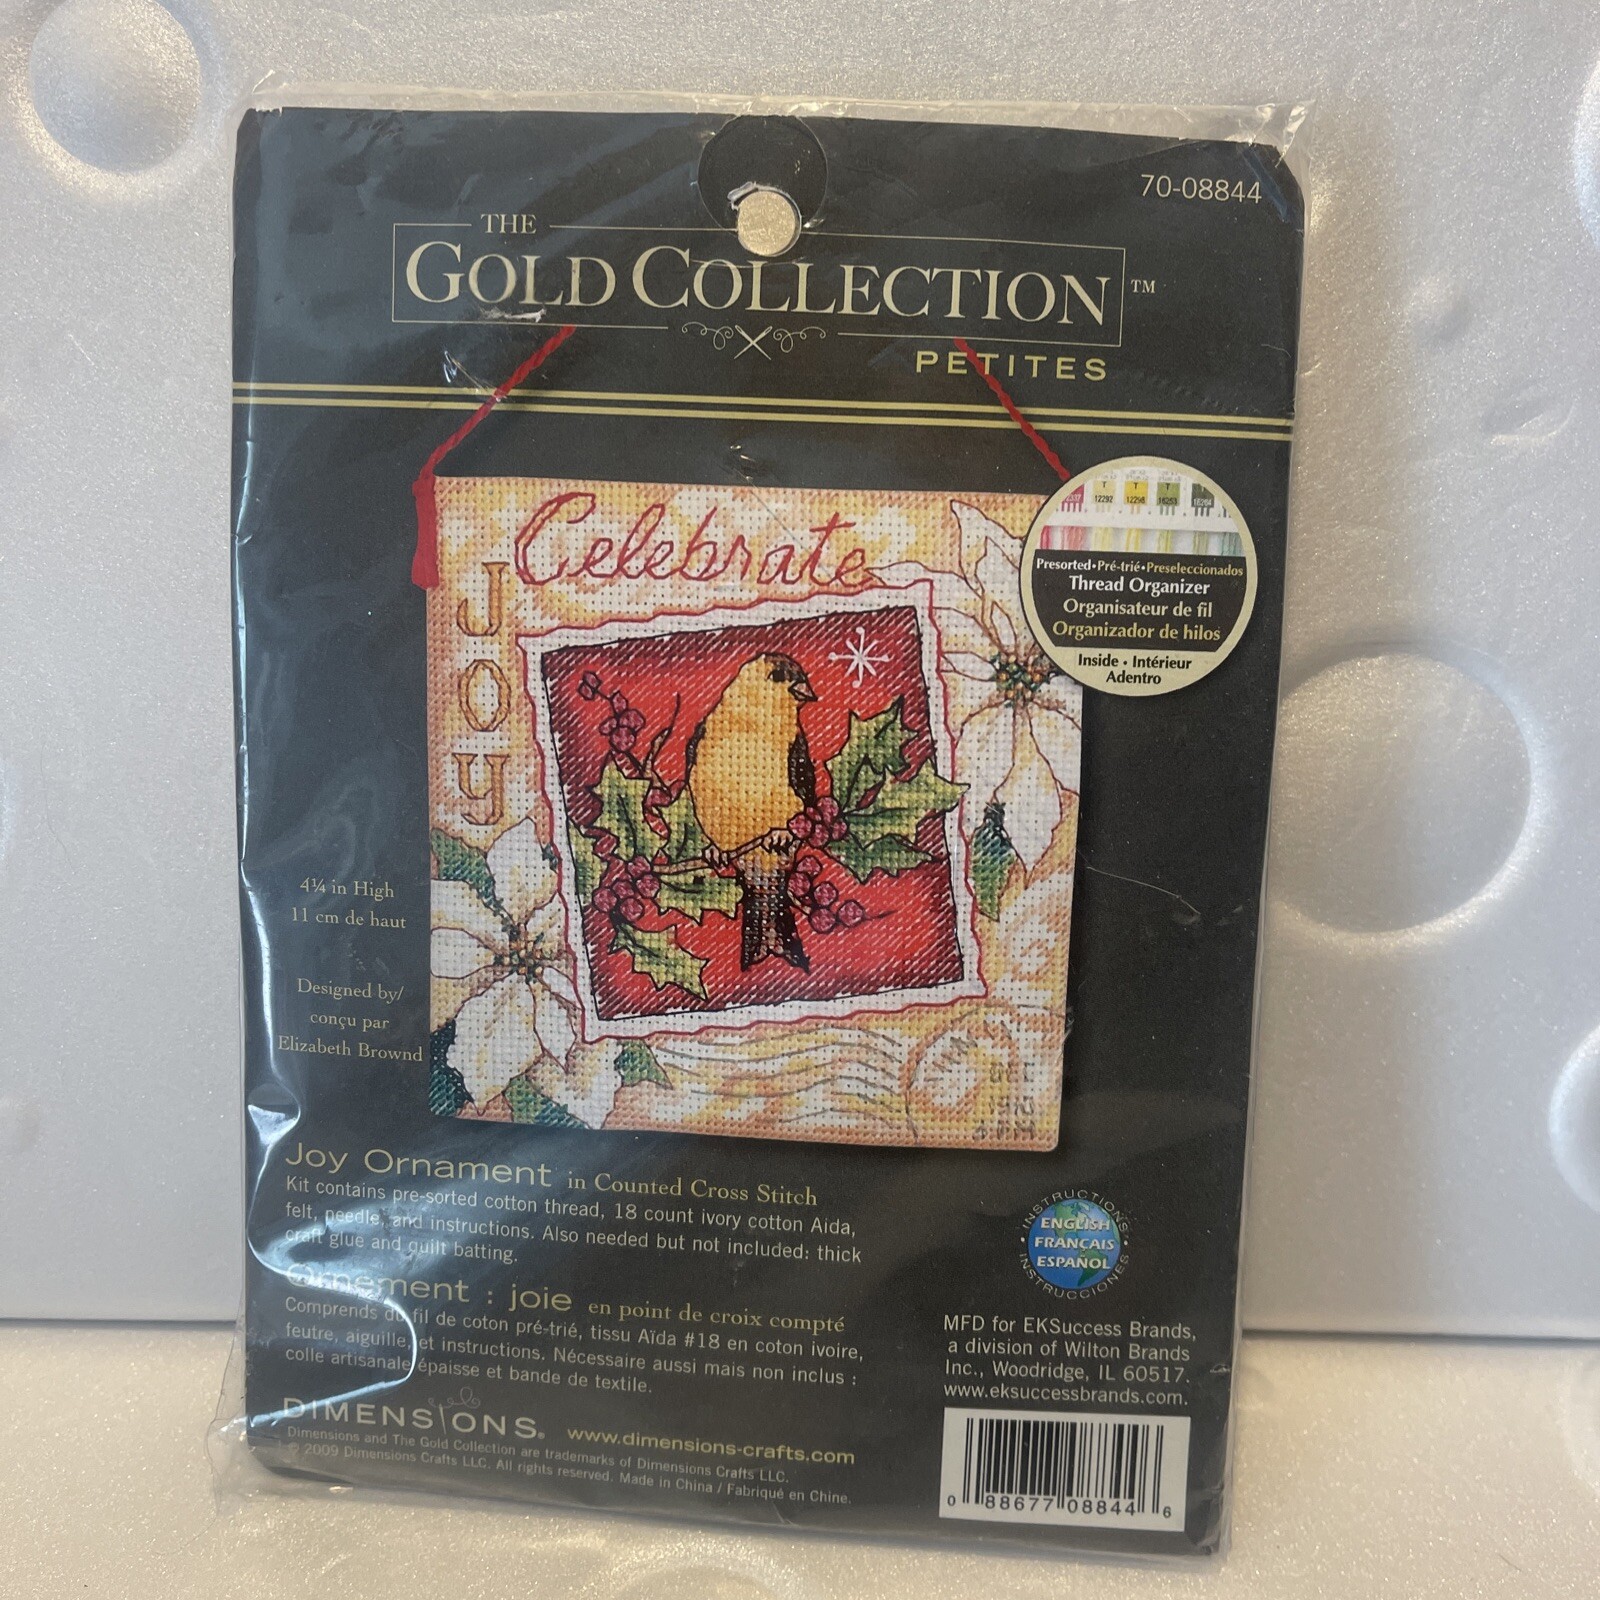 70-08844
THE
GOLD COLLECTION™
PETITES
Celebrate
JOY
T T T T
12292 12298 16253
Presorted•Pré-trié•Preseleccionados
Thread Organizer
Organisateur de fil
Organizador de hilos
Inside • Intérieur
Adentro
4¼ in High
11 cm de haut
Designed by/
conçu par
Elizabeth Brownd
Joy Ornament in Counted Cross Stitch
Kit contains pre-sorted cotton thread, 18 count ivory cotton Aida,
felt, needle, and instructions. Also needed but not included: thick
craft glue and quilt batting.
Ornement : joie en point de croix compté
Comprends du fil de coton pré-trié, tissu Aïda #18 en coton ivoire,
feutre, aiguille, et instructions. Nécessaire aussi mais non inclus :
colle artisanale épaisse et bande de textile.
DIMENSIONS® www.dimensions-crafts.com
Dimensions and The Gold Collection are trademarks of Dimensions Crafts LLC.
© 2009 Dimensions Crafts LLC. All rights reserved. Made in China / Fabriqué en Chine.
INSTRUCTIONS
ENGLISH
FRANÇAIS
ESPAÑOL
INSTRUCCIONES
MFD for EKSuccess Brands,
a division of Wilton Brands
Inc., Woodridge, IL 60517.
www.eksuccessbrands.com.
0 88677 08844 6